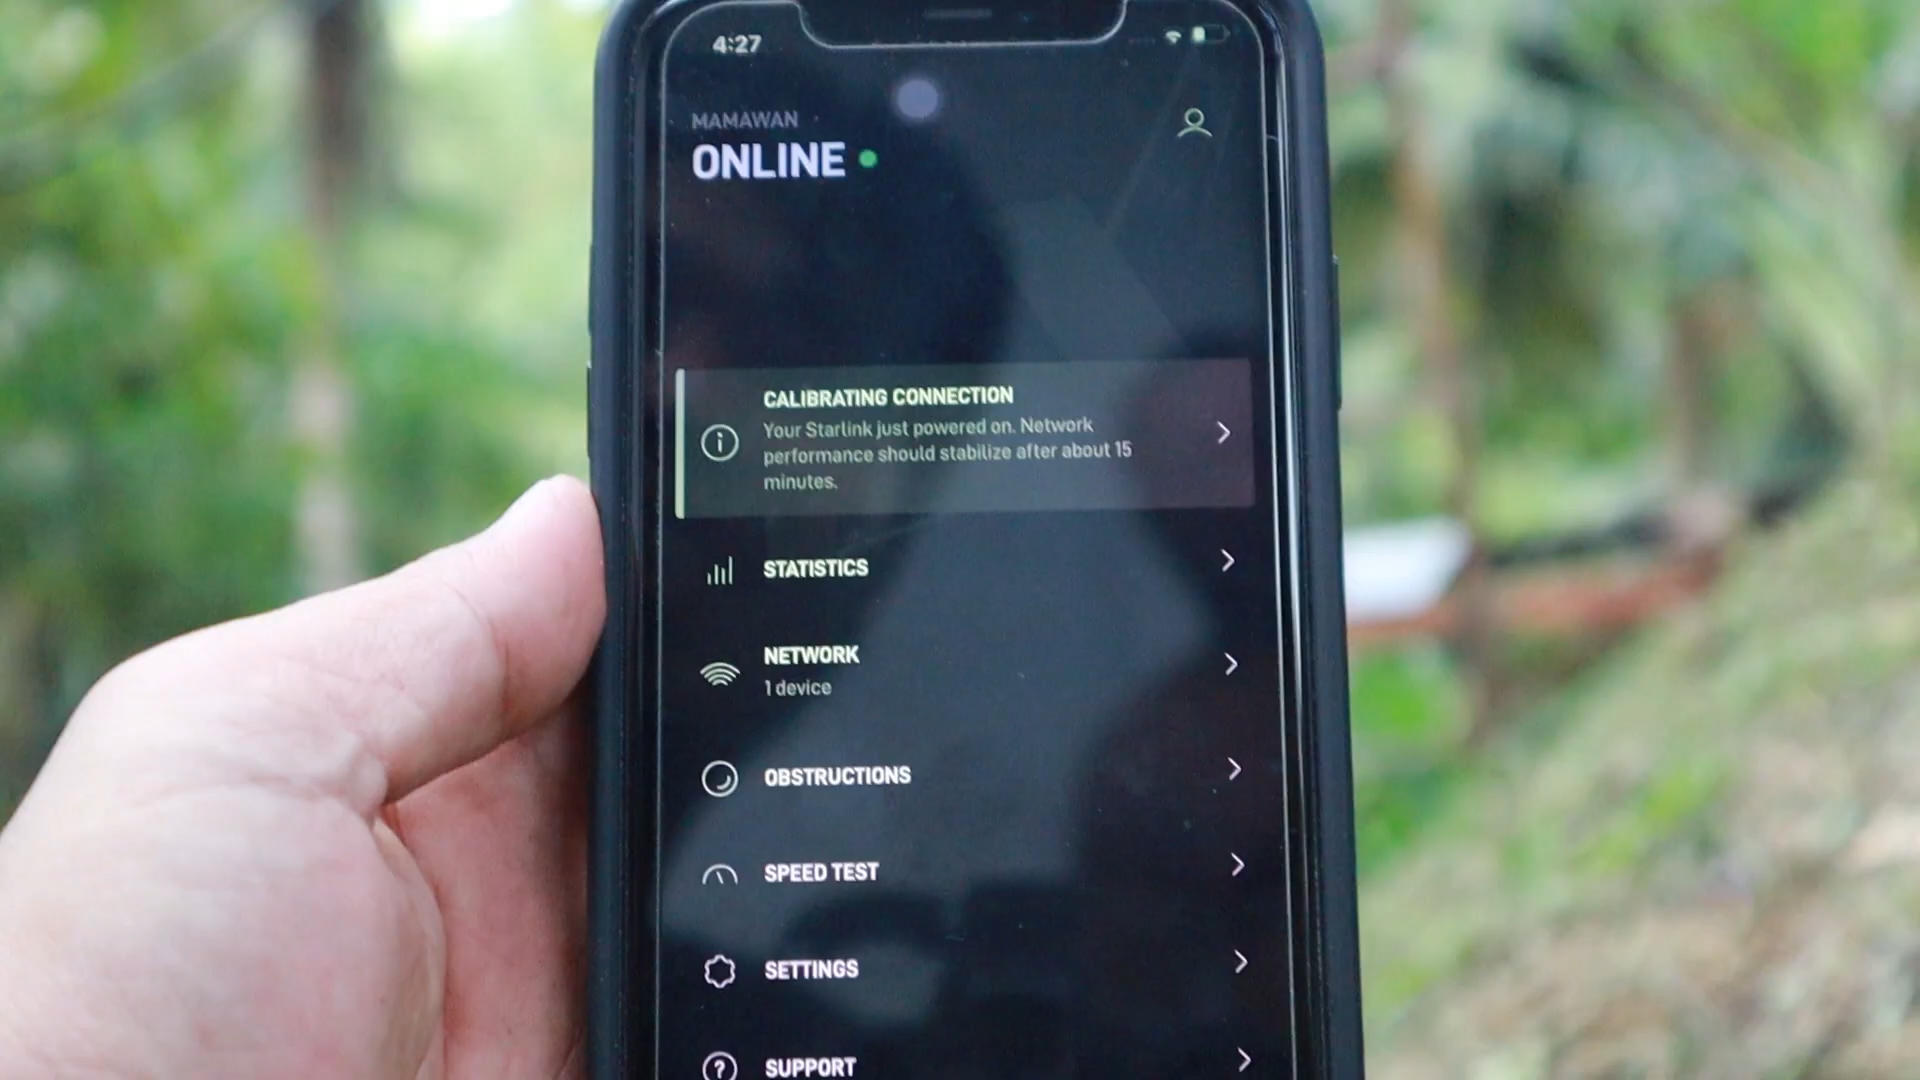 4:27
MAMAWAN
ONLINE
CALIBRATING CONNECTION
Your Starlink just powered on. Network
performance should stabilize after about 15
minutes.
STATISTICS
NETWORK
1 device
OBSTRUCTIONS
SPEED TEST
SETTINGS
SUPPORT